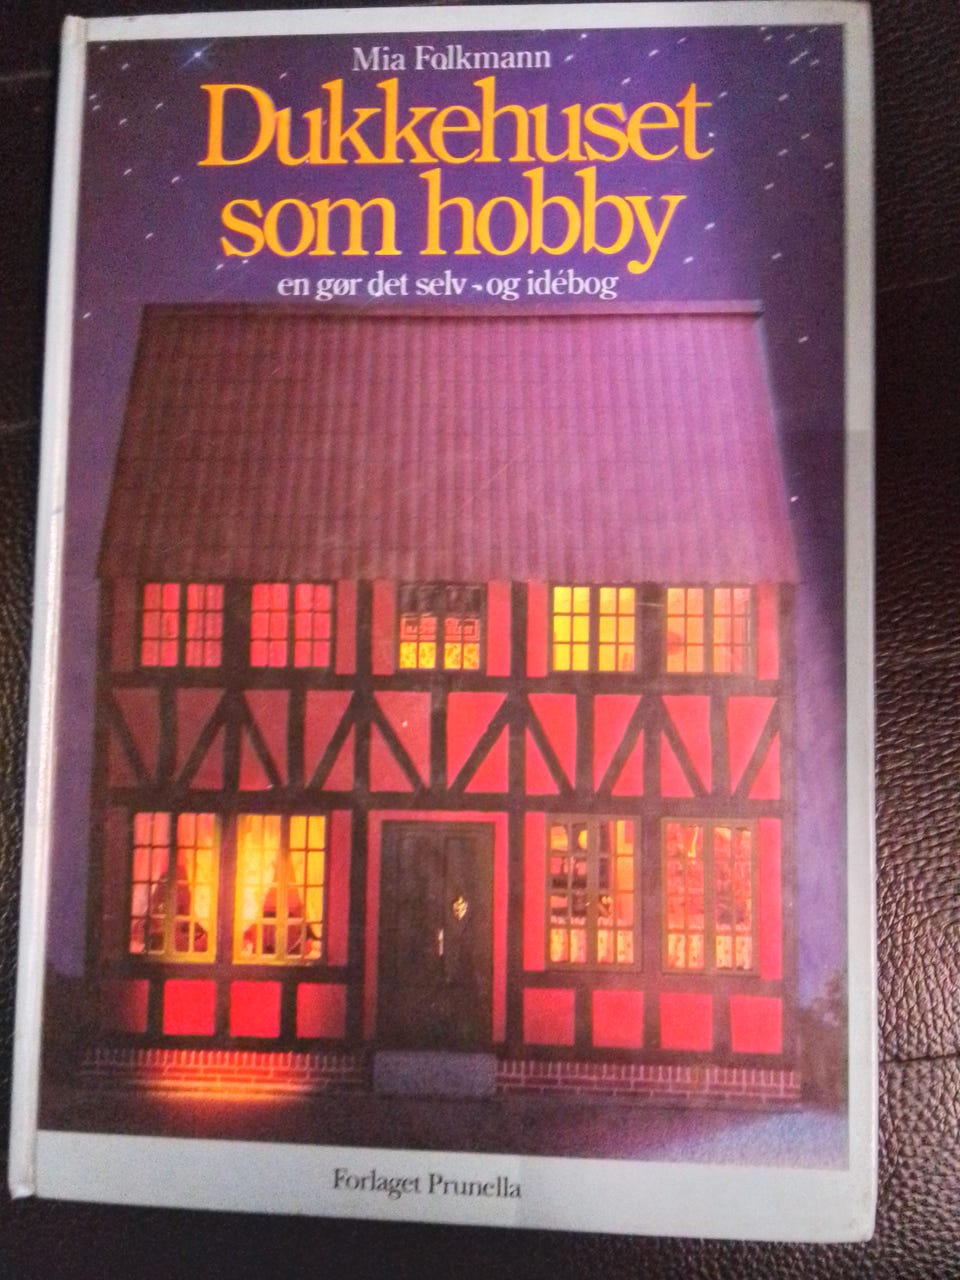 Mia Folkmann
Dukkehuset
som hobby
en gør det selv - og idébog
Forlaget Prunella